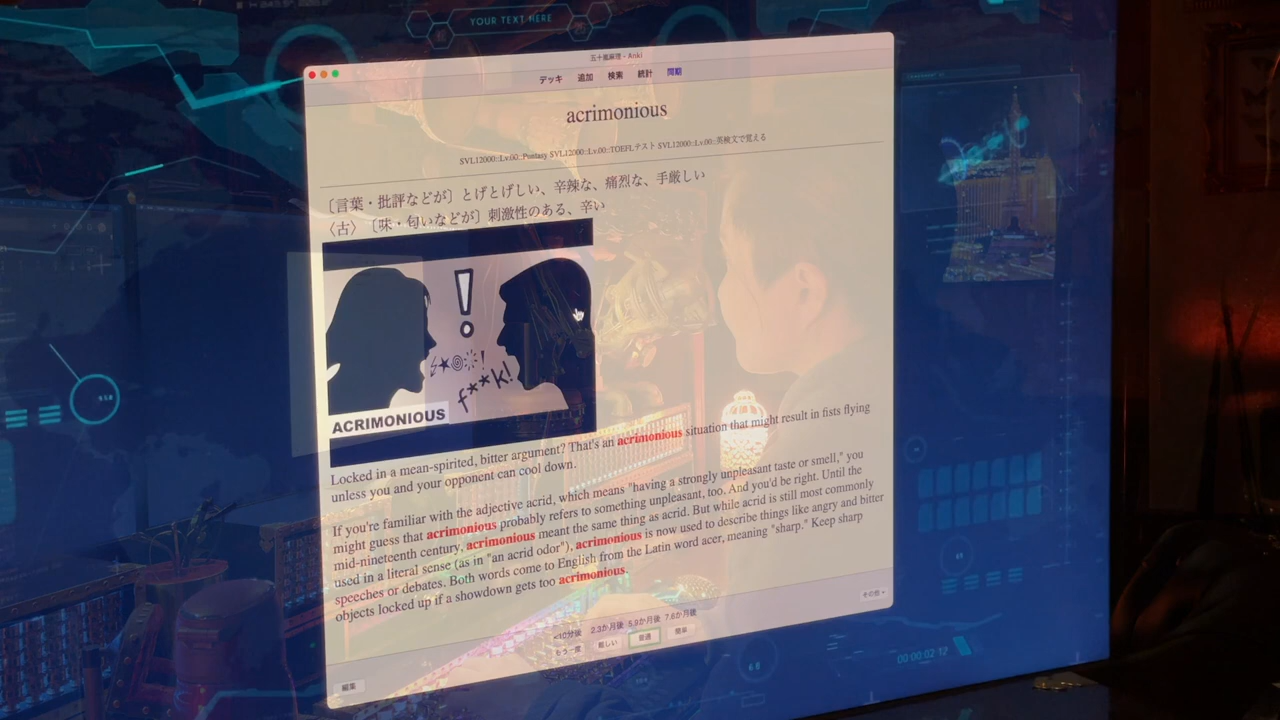 YOUR TEXT HERE
五十嵐麻理 - Anki
デッキ 追加 検索 統計 同期
acrimonious
SVL12000::Lv.00::Postasy SVL12000::Lv.00::TOEFLテスト SVL12000::Lv.00::英検文で覚える
〔言葉・批評などが〕とげとげしい、辛辣な、痛烈な、手厳しい
〈古〉〔味・匂いなどが〕刺激性のある、辛い
!
f**k!
ACRIMONIOUS
Locked in a mean-spirited, bitter argument? That's an acrimonious situation that might result in fists flying
unless you and your opponent can cool down.
If you're familiar with the adjective acrid, which means "having a strongly unpleasant taste or smell," you
might guess that acrimonious probably refers to something unpleasant, too. And you'd be right. Until the
mid-nineteenth century, acrimonious meant the same thing as acrid. But while acrid is still most commonly
used in a literal sense (as in "an acrid odor"), acrimonious is now used to describe things like angry and bitter
speeches or debates. Both words come to English from the Latin word acer, meaning "sharp." Keep sharp
objects locked up if a showdown gets too acrimonious.
<10分後 2.3か月後 5.9か月後 7.6か月後
もう一度 難しい 普通 簡単
その他
編集
00:00:02:17